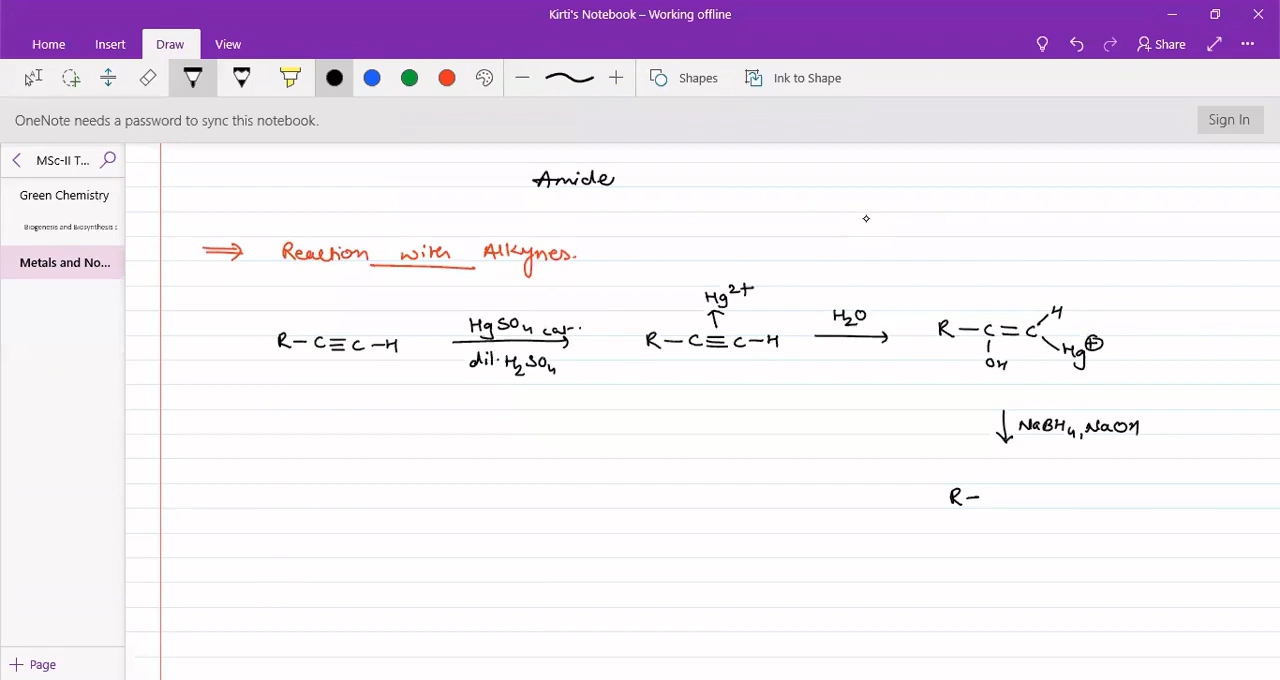 Kirti's Notebook – Working offline
Home Insert Draw View
Share
Shapes Ink to Shape
OneNote needs a password to sync this notebook.
Sign In
MSc-II T...
Green Chemistry
Biogenesis and Biosynthesis :
Metals and No...
Page
Amide
⇒ Reaction with Alkynes.
R–C≡C–H
HgSO4 cat.
dil. H2SO4
Hg2+
R–C≡C–H
H2O
R–C=C
H
OH
Hg⊕
↓ NaBH4, NaOH
R–